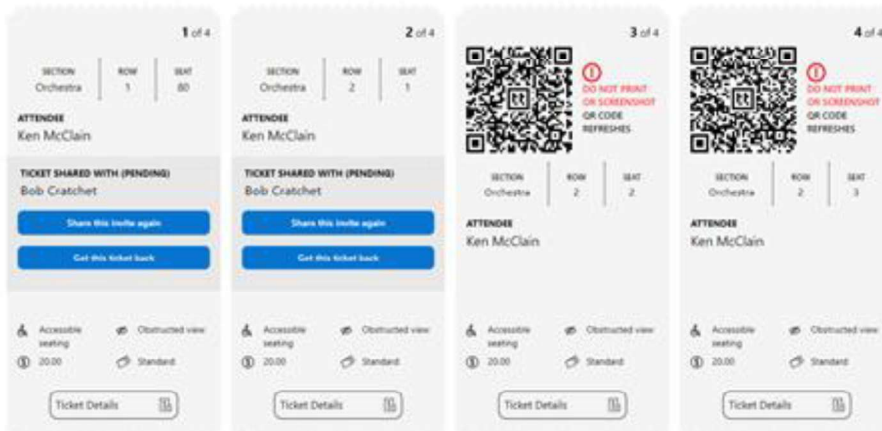 1 of 4
SECTION ROW SEAT
Orchestra 1 80
ATTENDEE
Ken McClain
TICKET SHARED WITH (PENDING)
Bob Cratchet
Share this invite again
Get this ticket back
Accessible seating
Obstructed view
20.00
Standard
Ticket Details
2 of 4
SECTION ROW SEAT
Orchestra 2 1
ATTENDEE
Ken McClain
TICKET SHARED WITH (PENDING)
Bob Cratchet
Share this invite again
Get this ticket back
Accessible seating
Obstructed view
20.00
Standard
Ticket Details
3 of 4
tt
DO NOT PRINT
OR SCREENSHOT
QR CODE
REFRESHES
SECTION ROW SEAT
Orchestra 2 2
ATTENDEE
Ken McClain
Accessible seating
Obstructed view
20.00
Standard
Ticket Details
4 of 4
tt
DO NOT PRINT
OR SCREENSHOT
QR CODE
REFRESHES
SECTION ROW SEAT
Orchestra 2 3
ATTENDEE
Ken McClain
Accessible seating
Obstructed view
20.00
Standard
Ticket Details